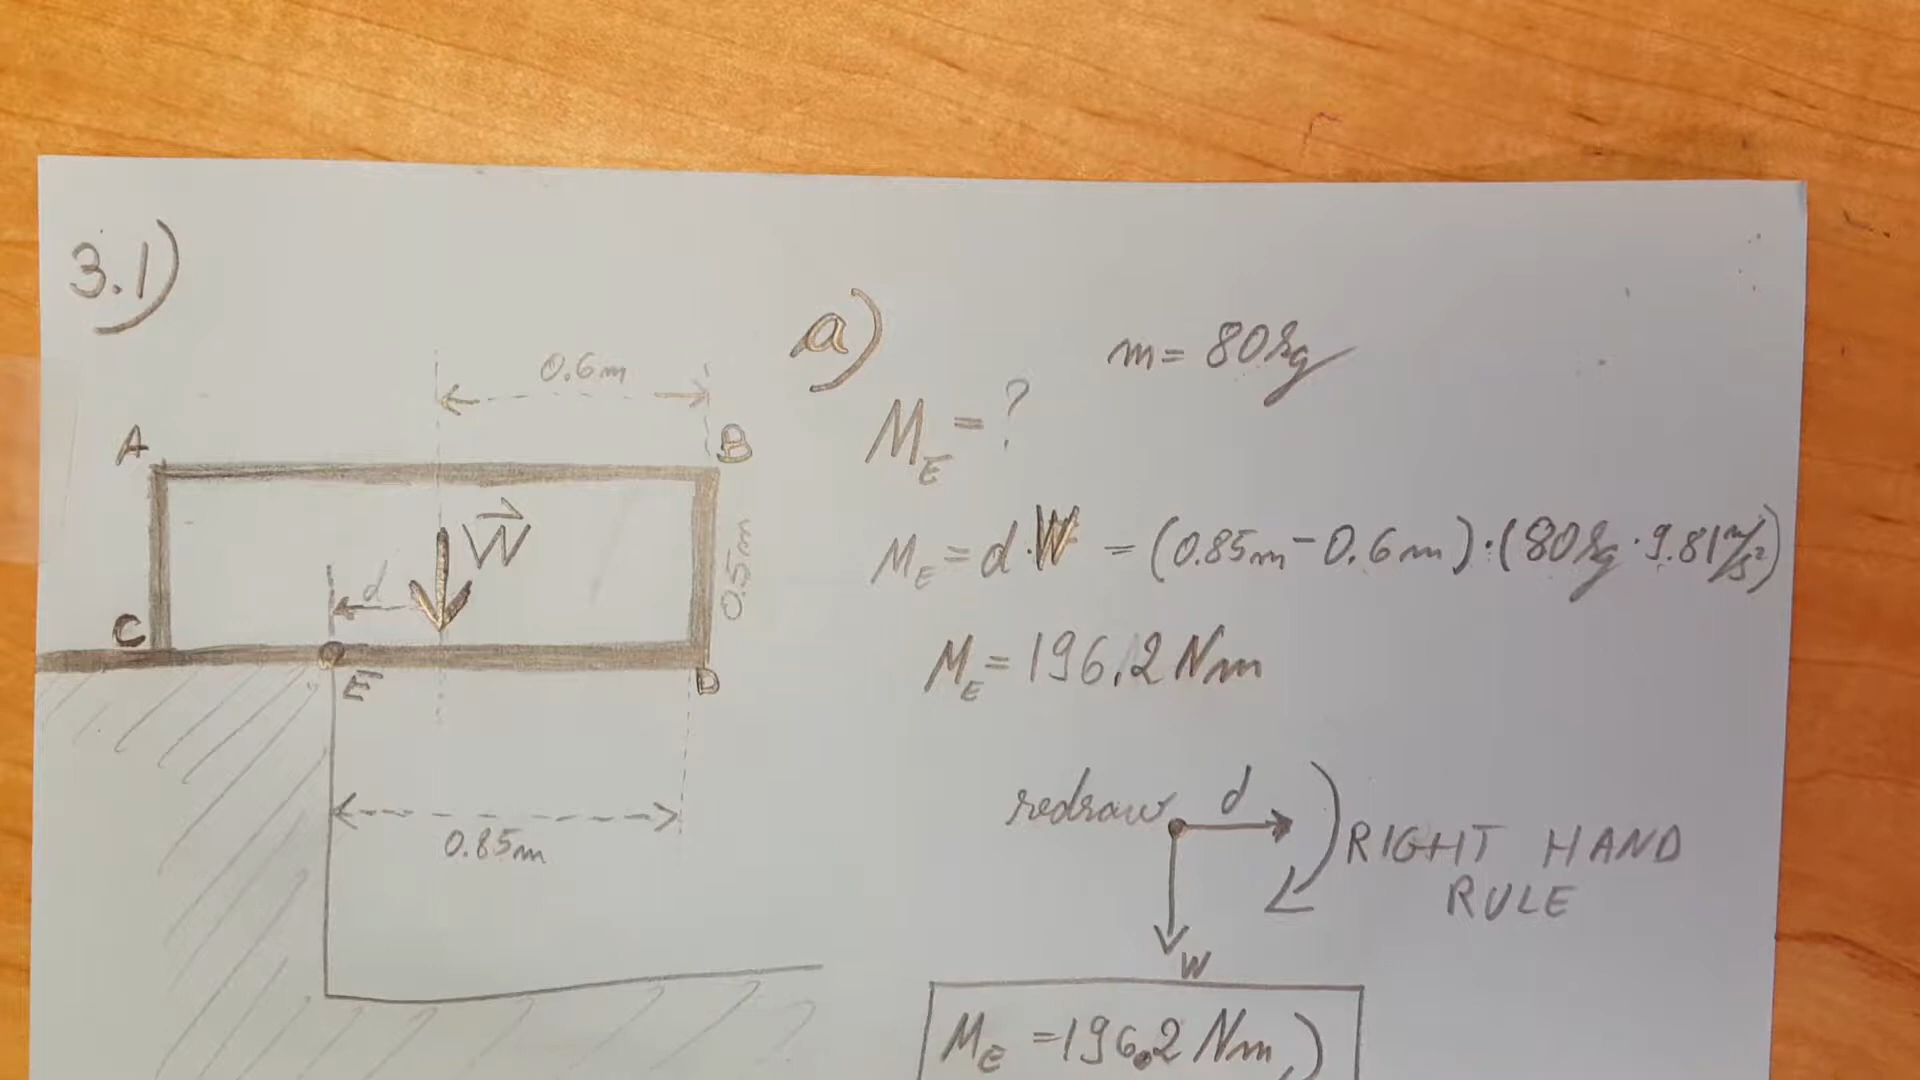 3.1)
0.6m
A
B
W
0.5m
d
C
E
D
0.85m
a)
m = 80kg
M_E = ?
M_E = d·W = (0.85m - 0.6m)·(80kg·9.81 m/s²)
M_E = 196.2 Nm
redraw
d
RIGHT HAND
RULE
W
M_E = 196.2 Nm